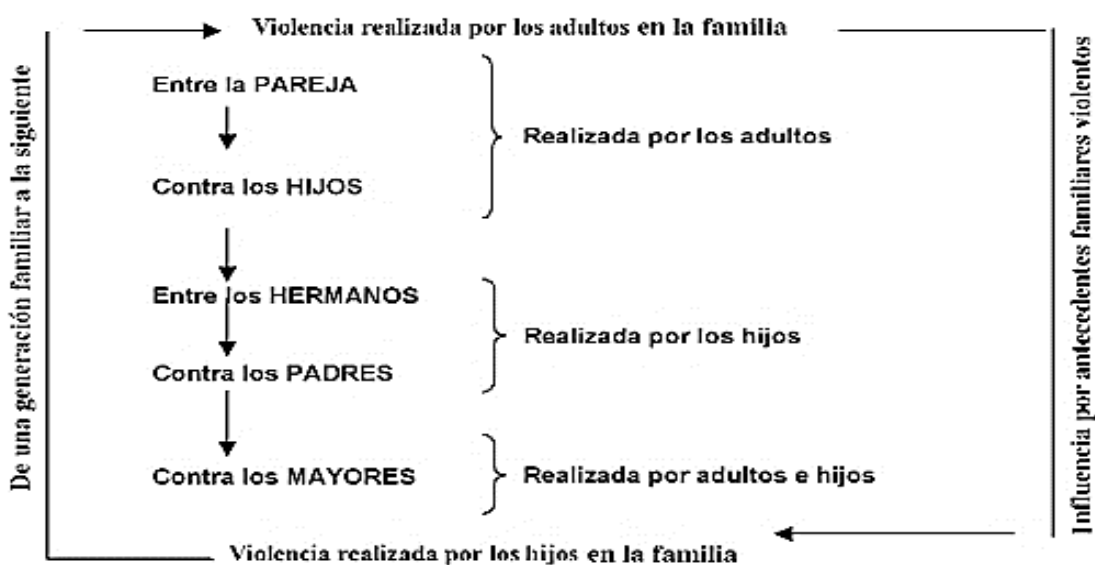 Violencia realizada por los adultos en la familia
De una generación familiar a la siguiente
Influencia por antecedentes familiares violentos
Entre la PAREJA
Realizada por los adultos
Contra los HIJOS
Entre los HERMANOS
Realizada por los hijos
Contra los PADRES
Contra los MAYORES
Realizada por adultos e hijos
Violencia realizada por los hijos en la familia